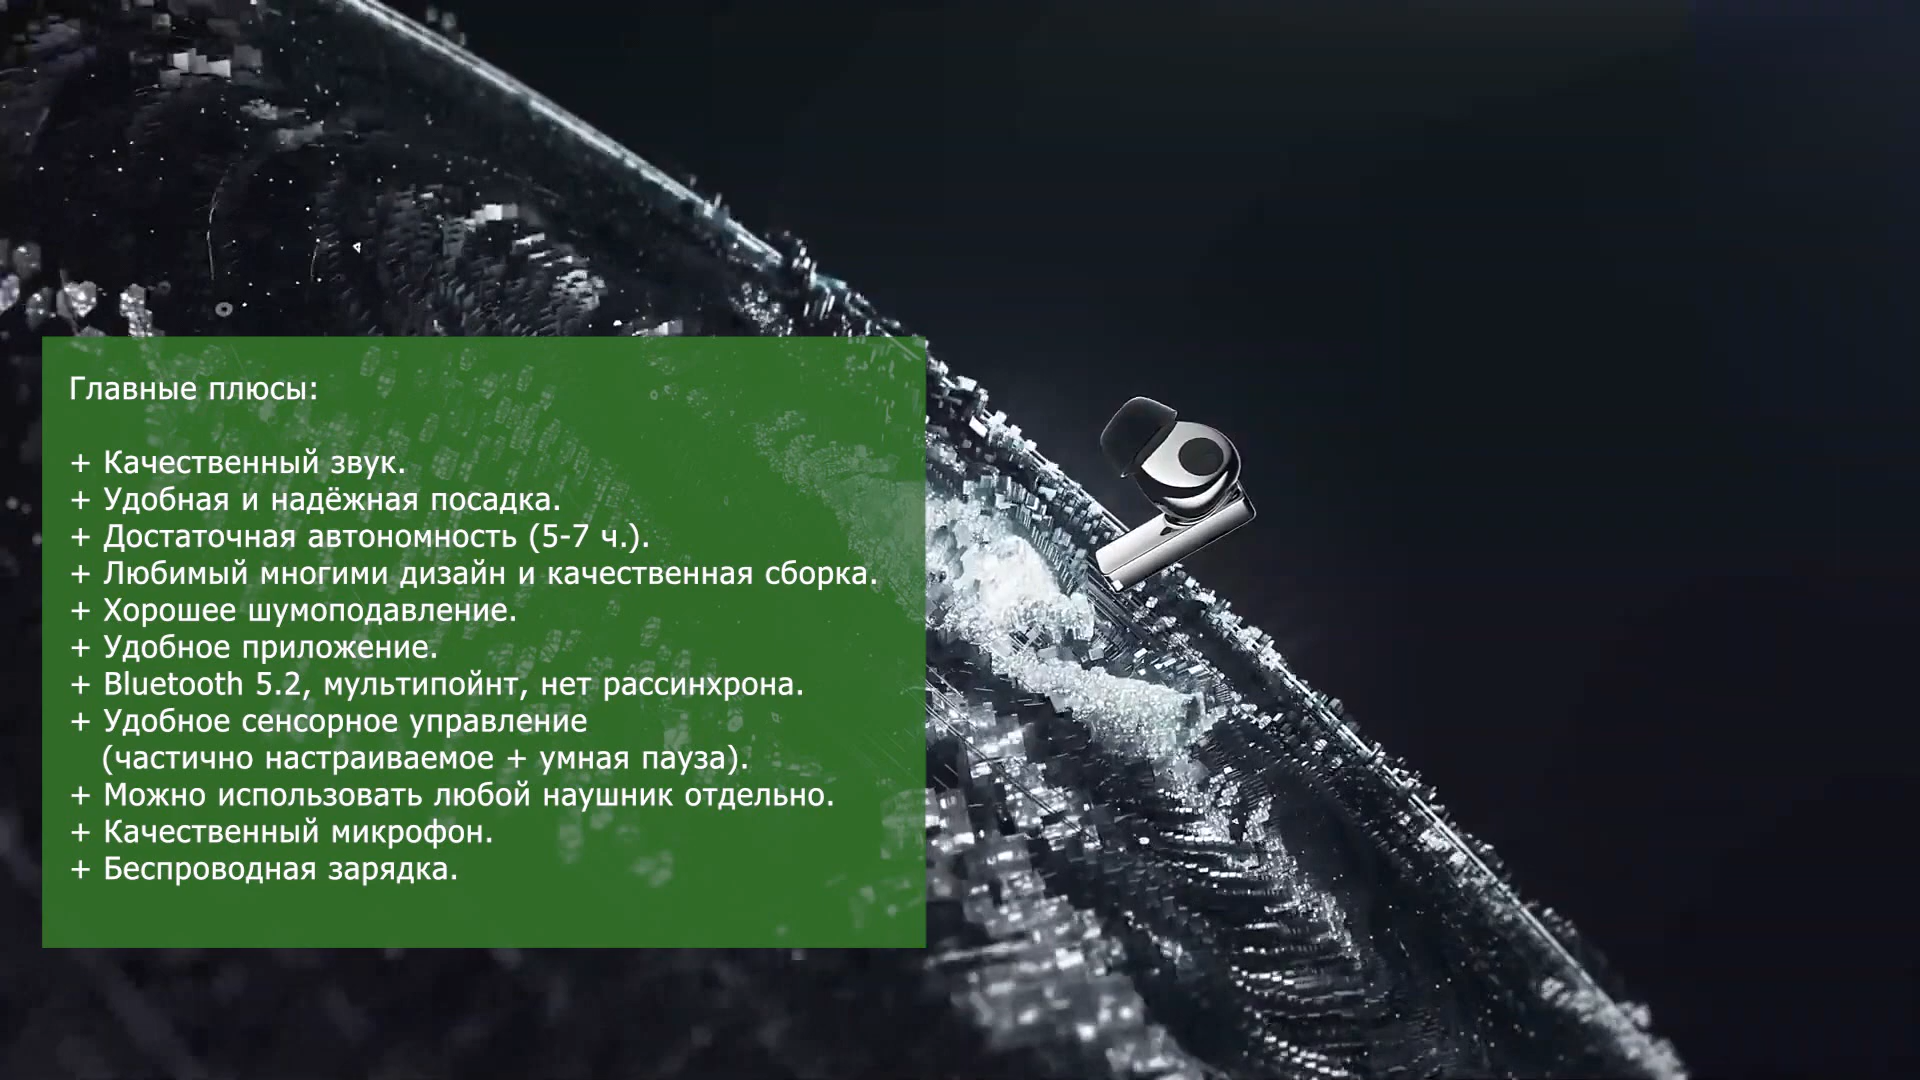 Главные плюсы:
+ Качественный звук.
+ Удобная и надёжная посадка.
+ Достаточная автономность (5-7 ч.).
+ Любимый многими дизайн и качественная сборка.
+ Хорошее шумоподавление.
+ Удобное приложение.
+ Bluetooth 5.2, мультипойнт, нет рассинхрона.
+ Удобное сенсорное управление
(частично настраиваемое + умная пауза).
+ Можно использовать любой наушник отдельно.
+ Качественный микрофон.
+ Беспроводная зарядка.